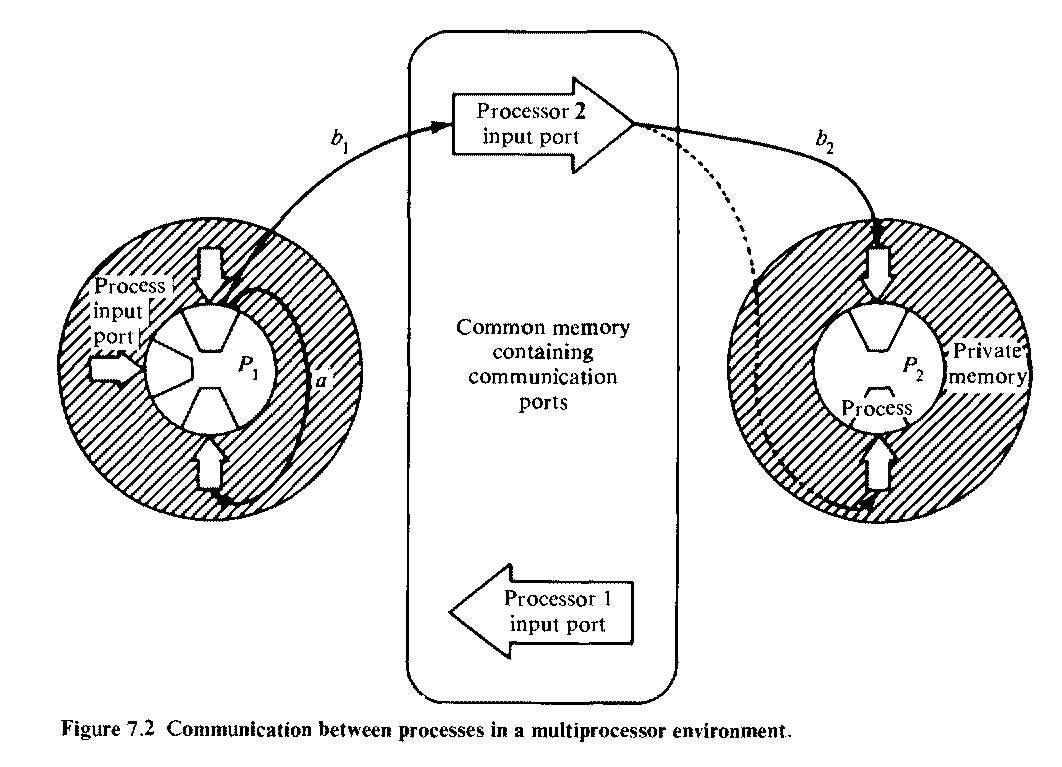 Processor 2
input port
b1
b2
Process
input
port
P1
a
Common memory
containing
communication
ports
P2
Private
memory
Process
Processor 1
input port
Figure 7.2 Communication between processes in a multiprocessor environment.